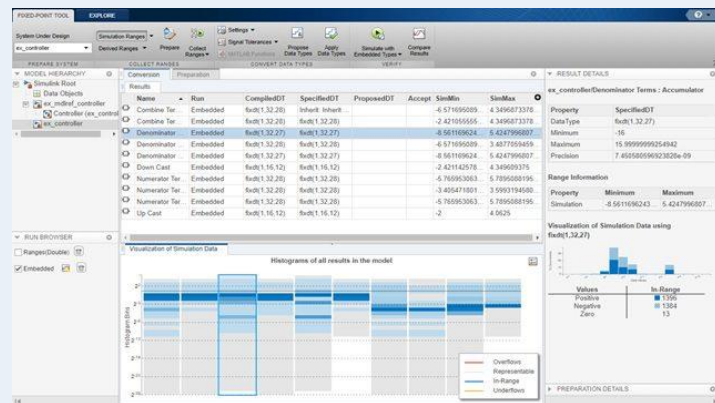 FIXED-POINT TOOL EXPLORE
System Under Design
ex_controller
Simulation Ranges
Derived Ranges
Prepare
Collect Ranges
Settings
Signal Tolerances
MATLAB Functions
Propose Data Types
Apply Data Types
Simulate with Embedded Types
Compare Results
PREPARE SYSTEM COLLECT RANGES CONVERT DATA TYPES VERIFY
MODEL HIERARCHY
Simulink Root
Data Objects
ex_mdlref_controller
Controller (ex_control
ex_controller
RUN BROWSER
Ranges(Double)
Embedded
Conversion Preparation
Results
Name Run CompiledDT SpecifiedDT ProposedDT Accept SimMin SimMax
Combine Ter... Embedded fixdt(1,32,28) Inherit: Inherit ...
Combine Ter... Embedded fixdt(1,32,28) fixdt(1,32,28)
Denominator ... Embedded fixdt(1,32,27) fixdt(1,32,27)
Denominator ... Embedded fixdt(1,32,28) fixdt(1,32,28)
Denominator ... Embedded fixdt(1,32,27) fixdt(1,32,27)
Down Cast Embedded fixdt(1,16,12) fixdt(1,16,12)
Numerator Ter... Embedded fixdt(1,32,28) fixdt(1,32,28)
Numerator Ter... Embedded fixdt(1,32,28) fixdt(1,32,28)
Numerator Ter... Embedded fixdt(1,32,28) fixdt(1,32,28)
Up Cast Embedded fixdt(1,16,12) fixdt(1,16,12) -2 4.0625
Visualization of Simulation Data
Histograms of all results in the model
Histogram Bins
Overflows
Representable
In-Range
Underflows
RESULT DETAILS
ex_controller/Denominator Terms : Accumulator
Property SpecifiedDT
DataType fixdt(1,32,27)
Minimum -16
Maximum
Precision
Range Information
Property Minimum Maximum
Simulation -8.5611696243... 5.4247996807...
Visualization of Simulation Data using
fixdt(1,32,27)
Values In-Range
Positive 1396
Negative 1384
Zero 13
PREPARATION DETAILS